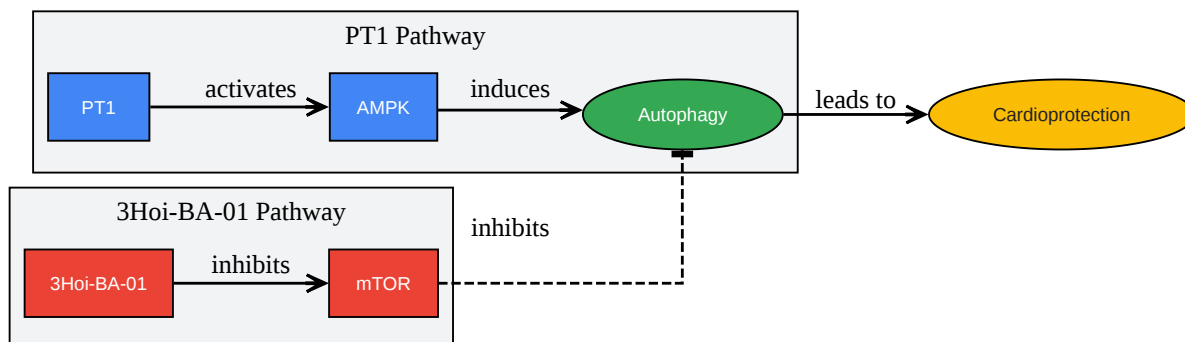 PT1 Pathway
PT1
activates
AMPK
induces
Autophagy
leads to
Cardioprotection
3Hoi-BA-01 Pathway
3Hoi-BA-01
inhibits
mTOR
inhibits